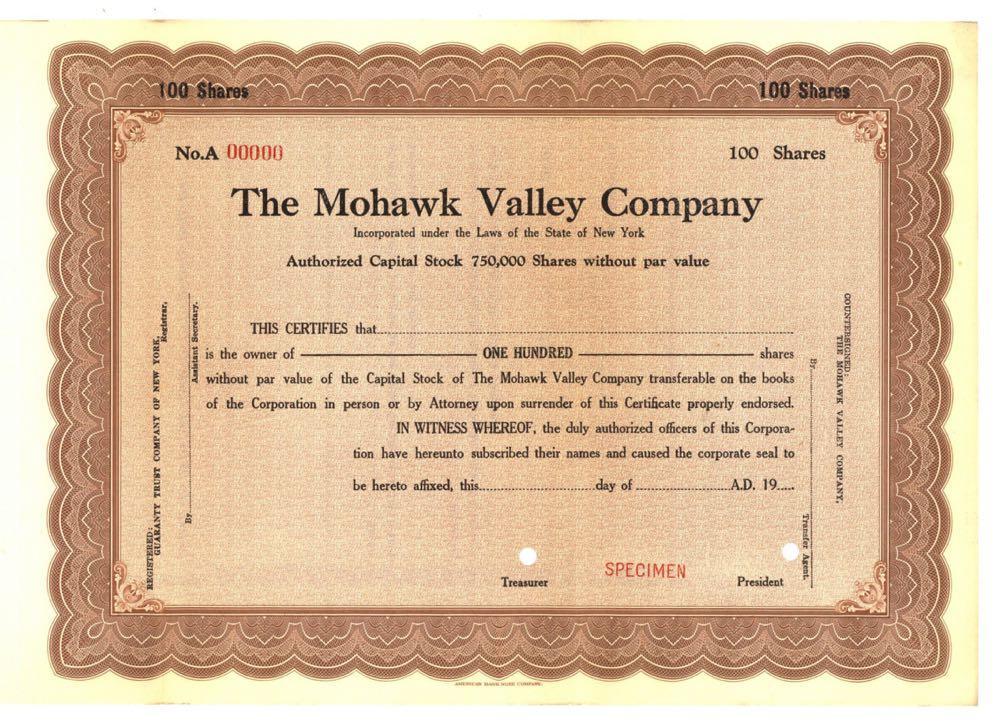 100 Shares 100 Shares
No.A 00000 100 Shares
The Mohawk Valley Company
Incorporated under the Laws of the State of New York
Authorized Capital Stock 750,000 Shares without par value
THIS CERTIFIES that
is the owner of ONE HUNDRED shares
without par value of the Capital Stock of The Mohawk Valley Company transferable on the books
of the Corporation in person or by Attorney upon surrender of this Certificate properly endorsed.
IN WITNESS WHEREOF, the duly authorized officers of this Corpora-
tion have hereunto subscribed their names and caused the corporate seal to
be hereto affixed, this day of A.D. 19
SPECIMEN
Treasurer President
REGISTERED:
GUARANTY TRUST COMPANY OF NEW YORK,
Registrar,
By
Assistant Secretary.
COUNTERSIGNED:
THE MOHAWK VALLEY COMPANY,
By
Transfer Agent.
AMERICAN BANK NOTE COMPANY.